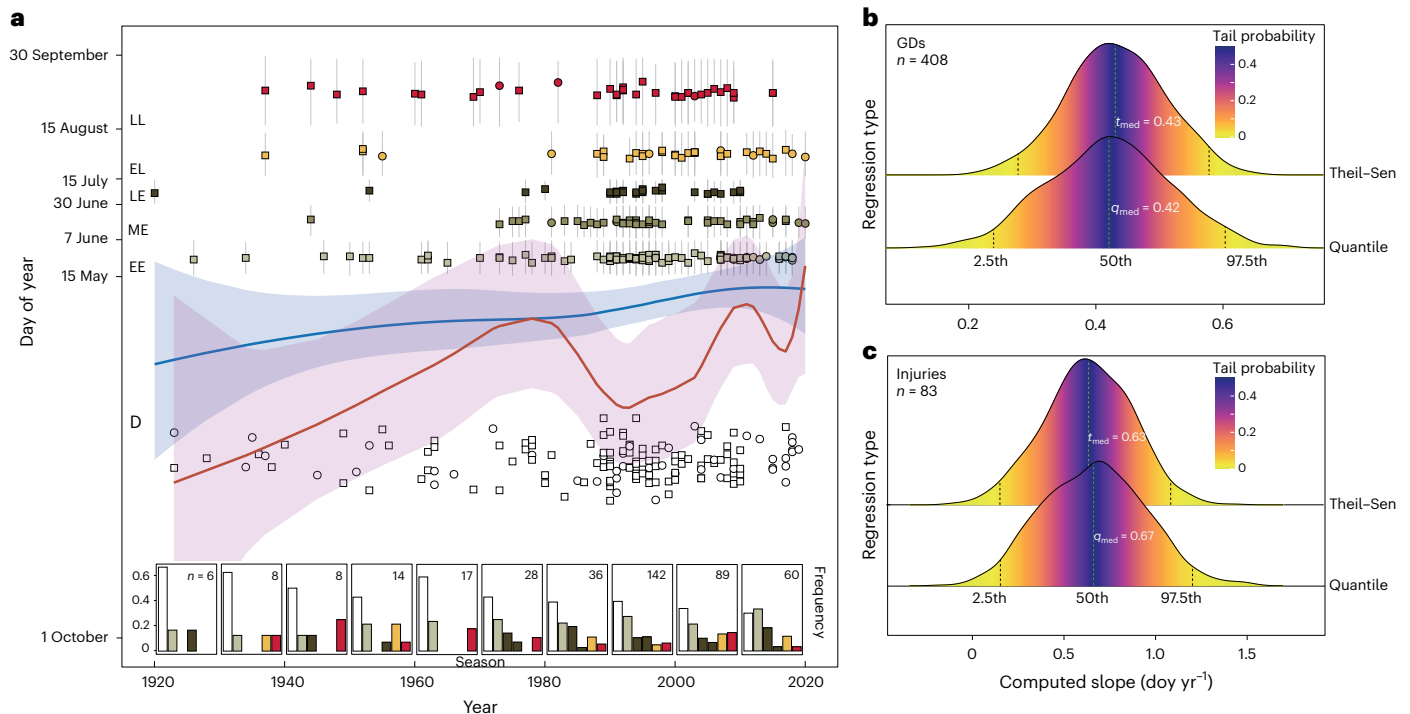 a
30 September
15 August
15 July
30 June
7 June
15 May
1 October
Day of year
LL
EL
LE
ME
EE
D
0.6
0.4
0.2
0
n = 6
8
8
14
17
28
36
142
89
60
Frequency
Season
1920
1940
1960
1980
2000
2020
Year
b
GDs
n = 408
Tail probability
0.4
0.2
0
Regression type
tmed = 0.43
Theil–Sen
qmed = 0.42
Quantile
2.5th
50th
97.5th
0.2
0.4
0.6
c
Injuries
n = 83
Tail probability
0.4
0.2
0
Regression type
tmed = 0.63
Theil–Sen
qmed = 0.67
Quantile
2.5th
50th
97.5th
0
0.5
1.0
1.5
Computed slope (doy yr⁻¹)